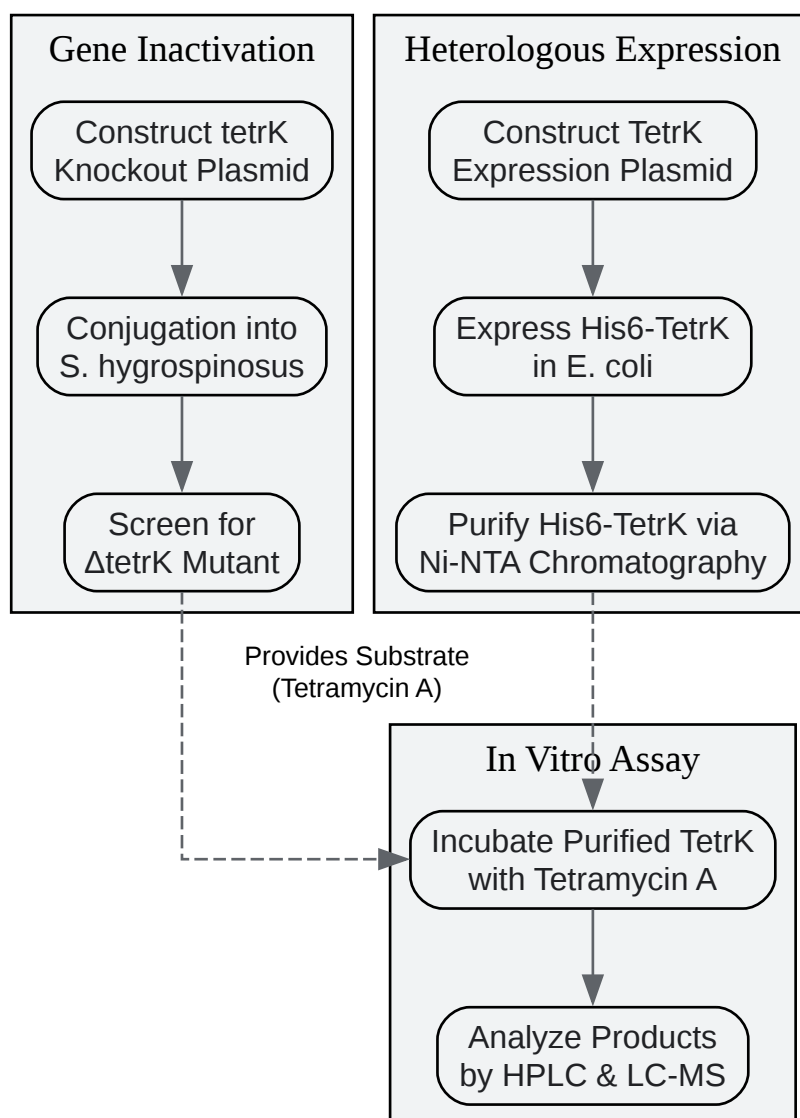 Gene Inactivation
Construct tetrK
Knockout Plasmid
Conjugation into
S. hygrospinosus
Screen for
ΔtetrK Mutant
Heterologous Expression
Construct TetrK
Expression Plasmid
Express His6-TetrK
in E. coli
Purify His6-TetrK via
Ni-NTA Chromatography
Provides Substrate
(Tetramycin A)
In Vitro Assay
Incubate Purified TetrK
with Tetramycin A
Analyze Products
by HPLC & LC-MS